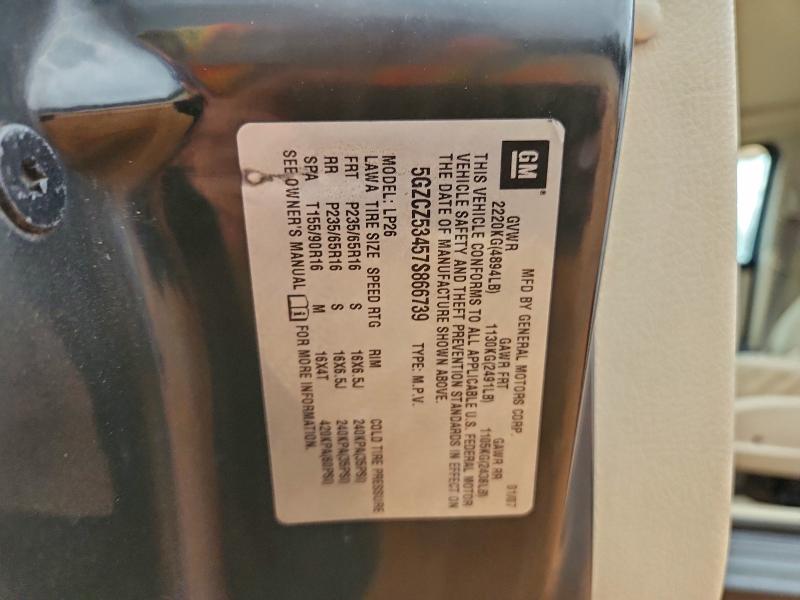 GM
MFD BY GENERAL MOTORS CORP. 01/07
GVWR GAWR FRT GAWR RR
2220KG(4894LB) 1130KG(2491LB) 1105KG(2436LB)
THIS VEHICLE CONFORMS TO ALL APPLICABLE U.S. FEDERAL MOTOR
VEHICLE SAFETY AND THEFT PREVENTION STANDARDS IN EFFECT ON
THE DATE OF MANUFACTURE SHOWN ABOVE.
5GZCZ53457S866739 TYPE: M.P.V.
MODEL: LP26
LAWA TIRE SIZE SPEED RTG RIM COLD TIRE PRESSURE
FRT P235/65R16 S 16X6.5J 240KPA(35PSI)
RR P235/65R16 S 16X6.5J 240KPA(35PSI)
SPA T155/90R16 M 16X4T 420KPA(60PSI)
SEE OWNER'S MANUAL i FOR MORE INFORMATION.